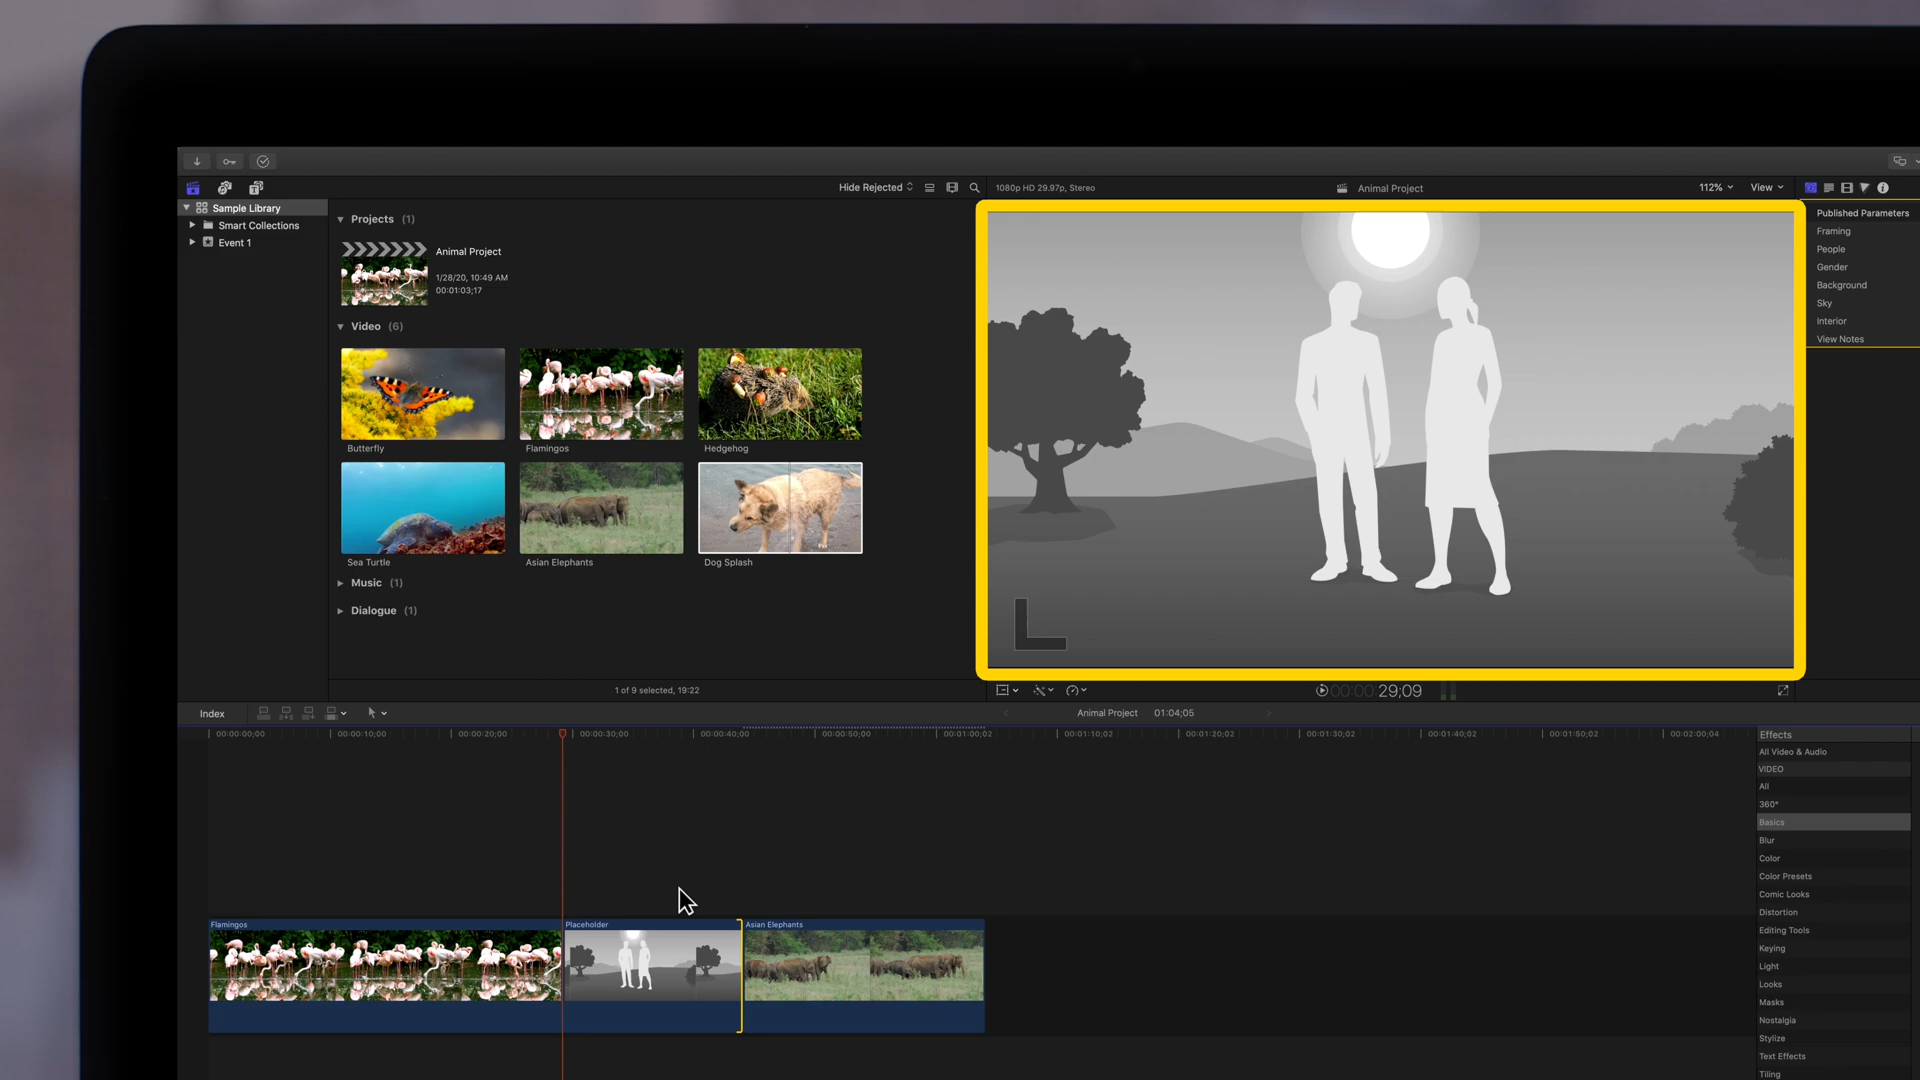 Hide Rejected
1080p HD 29.97p, Stereo
Animal Project
112%
View
Sample Library
Smart Collections
Event 1
Projects (1)
Animal Project
1/28/20, 10:49 AM
00:01:03;17
Video (6)
Butterfly
Flamingos
Hedgehog
Sea Turtle
Asian Elephants
Dog Splash
Music (1)
Dialogue (1)
1 of 9 selected, 19:22
Published Parameters
Framing
People
Gender
Background
Sky
Interior
View Notes
00:00:29;09
Index
Animal Project
01:04;05
00:00:00;00
00:00:10;00
00:00:20;00
00:00:30;00
00:00:40;00
00:00:50;00
00:01:00;02
00:01:10;02
00:01:20;02
00:01:30;02
00:01:40;02
00:01:50;02
00:02:00;04
Flamingos
Placeholder
Asian Elephants
Effects
All Video & Audio
VIDEO
All
360°
Basics
Blur
Color
Color Presets
Comic Looks
Distortion
Editing Tools
Keying
Light
Looks
Masks
Nostalgia
Stylize
Text Effects
Tiling